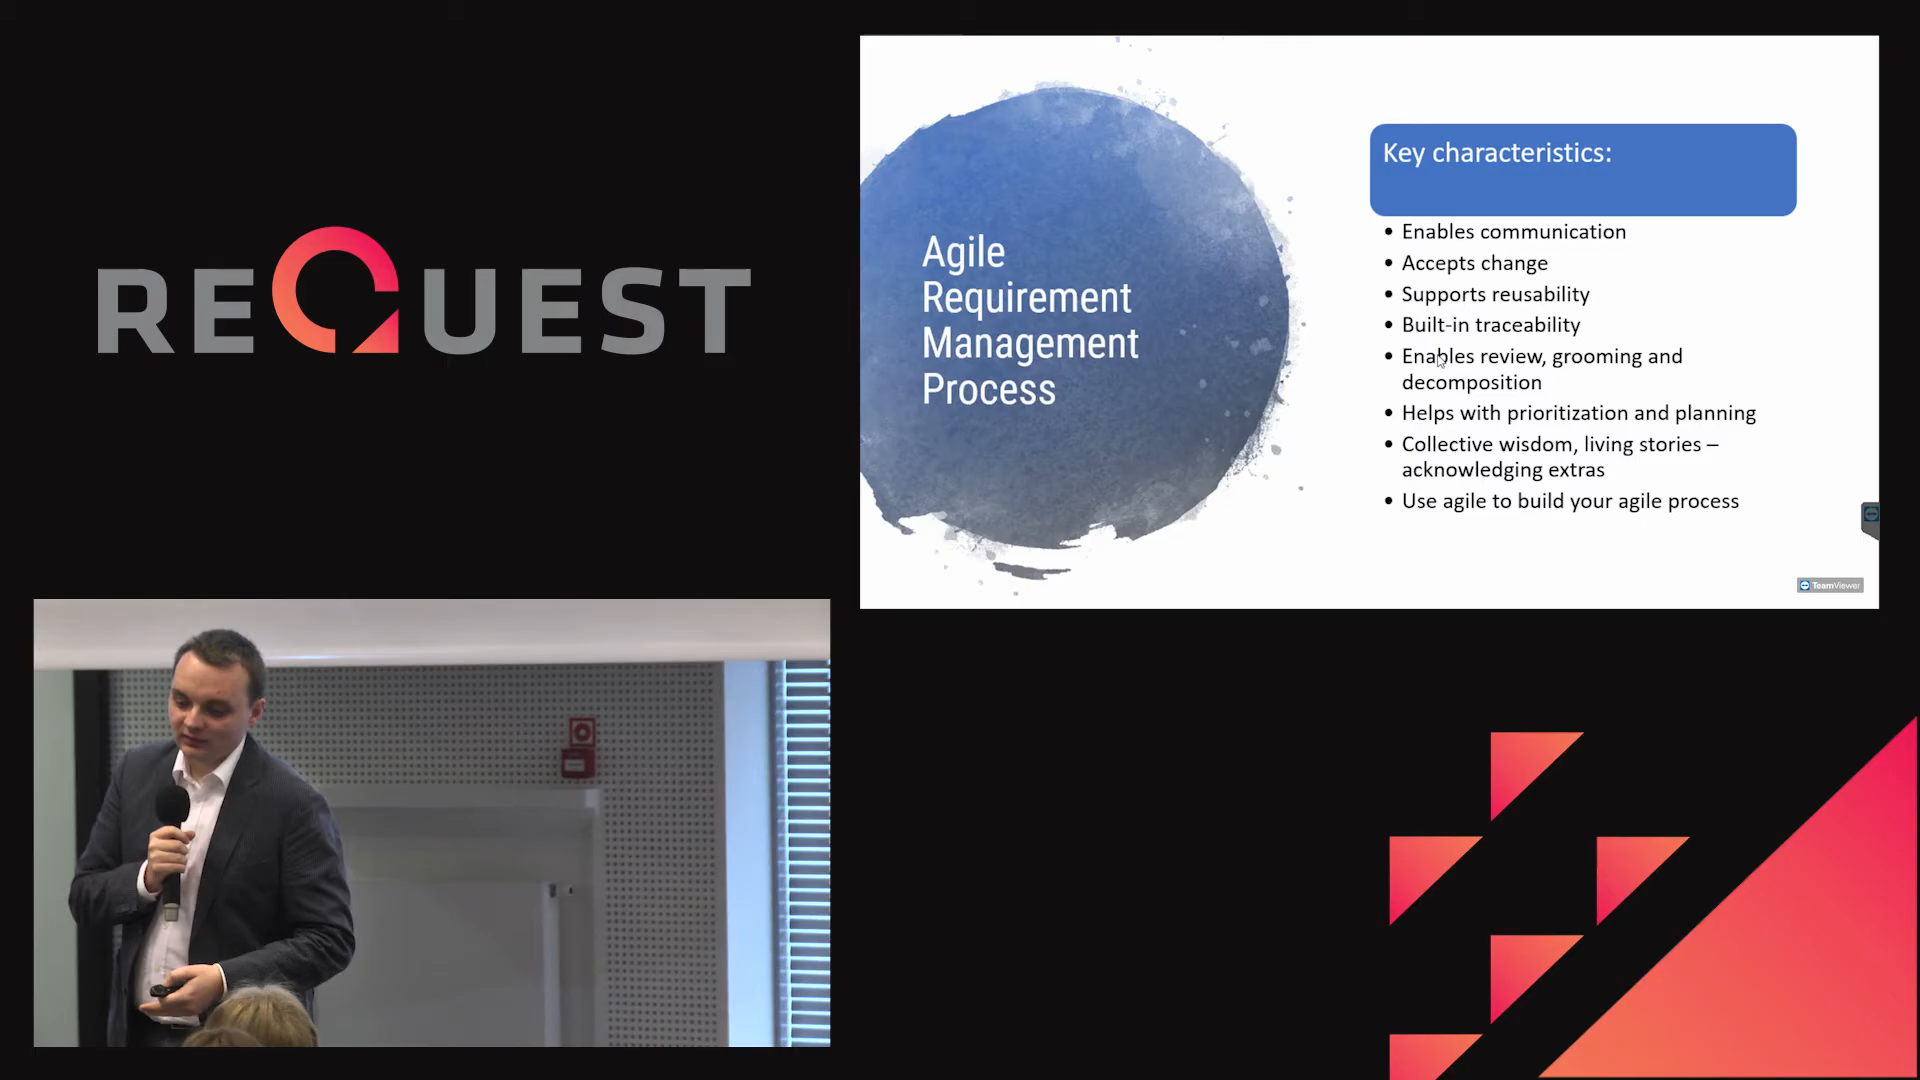 REQUEST
Agile
Requirement
Management
Process
Key characteristics:
• Enables communication
• Accepts change
• Supports reusability
• Built-in traceability
• Enables review, grooming and
decomposition
• Helps with prioritization and planning
• Collective wisdom, living stories –
acknowledging extras
• Use agile to build your agile process
TeamViewer